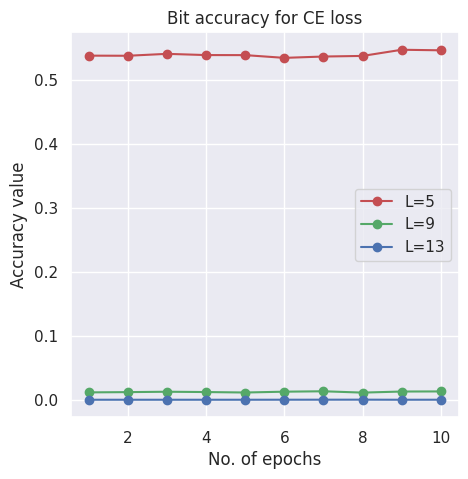 Bit accuracy for CE loss
Accuracy value
0.5
0.4
0.3
0.2
0.1
0.0
L=5
L=9
L=13
2 4 6 8 10
No. of epochs